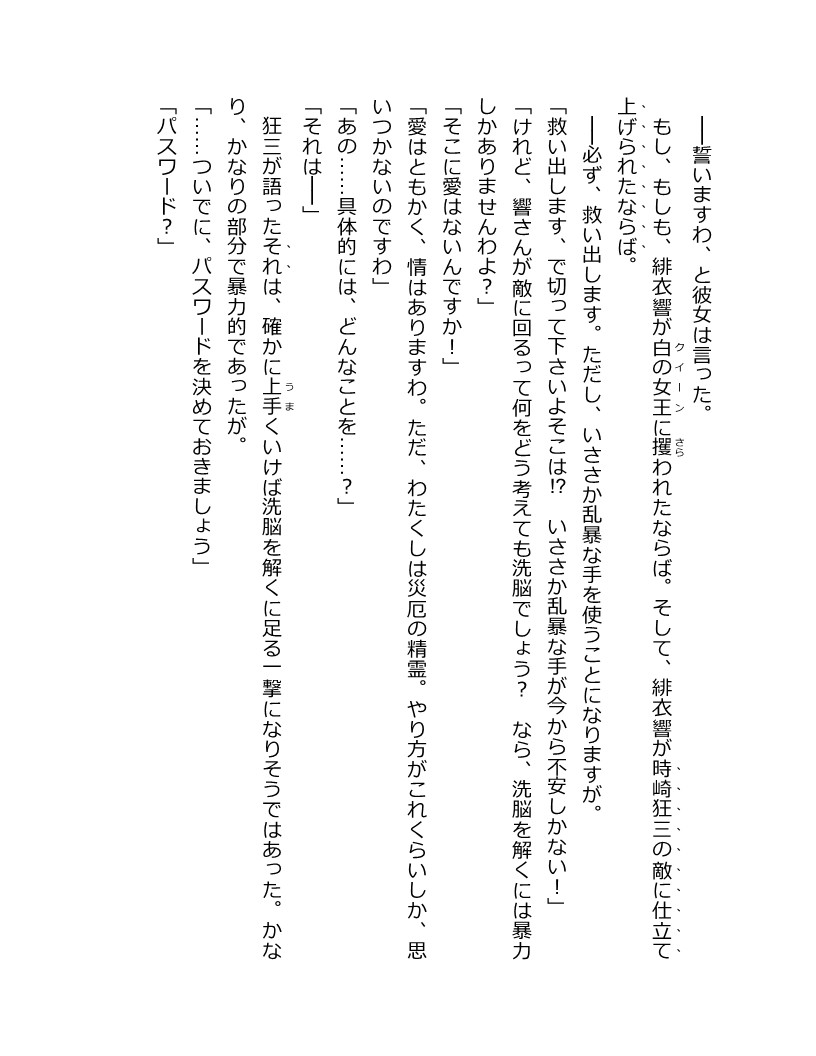 ――誓いますわ、と彼女は言った。
もし、もしも、緋衣響が白の女王に攫われたならば。そして、緋衣響が時崎狂三の敵に仕立て
上げられたならば。
――必ず、救い出します。ただし、いささか乱暴な手を使うことになりますが。
「救い出します、で切って下さいよそこは⁉　いささか乱暴な手が今から不安しかない！」
「けれど、響さんが敵に回るって何をどう考えても洗脳でしょう？　なら、洗脳を解くには暴力
しかありませんわよ？」
「そこに愛はないんですか！」
「愛はともかく、情はありますわ。ただ、わたくしは災厄の精霊。やり方がこれくらいしか、思
いつかないのですわ」
「あの……具体的には、どんなことを……？」
「それは――」
狂三が語ったそれは、確かに上手くいけば洗脳を解くに足る一撃になりそうではあった。かな
り、かなりの部分で暴力的であったが。
「……ついでに、パスワードを決めておきましょう」
「パスワード？」